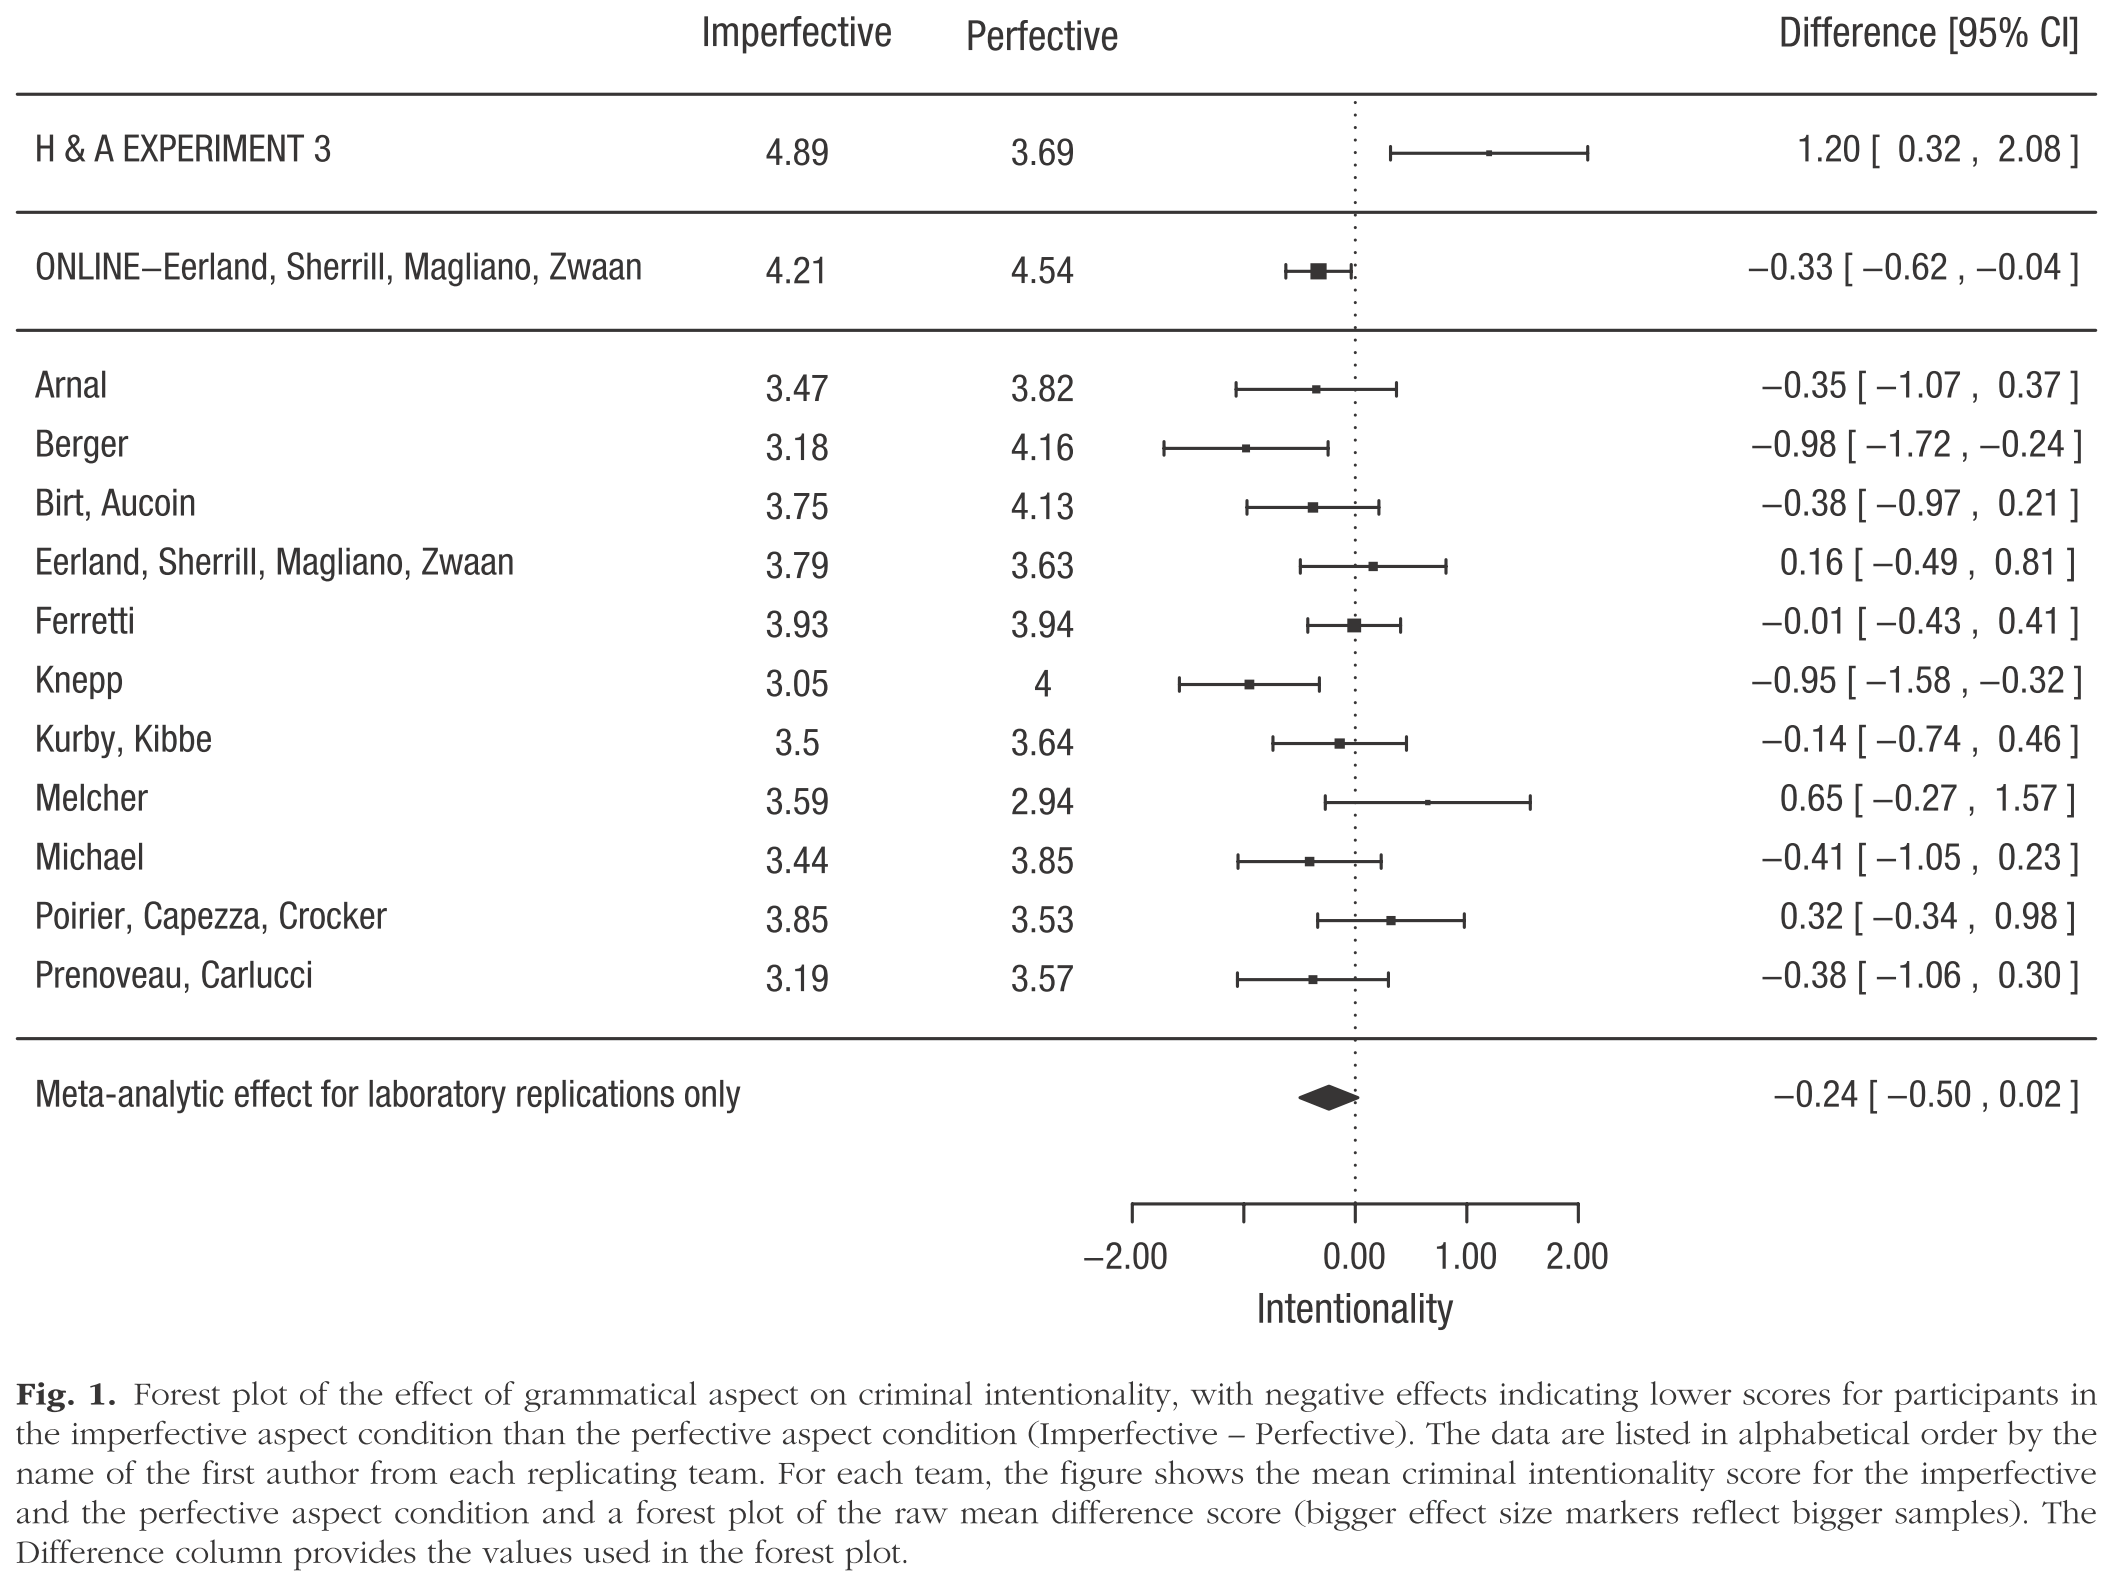 Imperfective Perfective Difference [95% CI]
H & A EXPERIMENT 3 4.89 3.69 1.20 [ 0.32 , 2.08 ]
ONLINE–Eerland, Sherrill, Magliano, Zwaan 4.21 4.54 –0.33 [ –0.62 , –0.04 ]
Arnal 3.47 3.82 –0.35 [ –1.07 , 0.37 ]
Berger 3.18 4.16 –0.98 [ –1.72 , –0.24 ]
Birt, Aucoin 3.75 4.13 –0.38 [ –0.97 , 0.21 ]
Eerland, Sherrill, Magliano, Zwaan 3.79 3.63 0.16 [ –0.49 , 0.81 ]
Ferretti 3.93 3.94 –0.01 [ –0.43 , 0.41 ]
Knepp 3.05 4 –0.95 [ –1.58 , –0.32 ]
Kurby, Kibbe 3.5 3.64 –0.14 [ –0.74 , 0.46 ]
Melcher 3.59 2.94 0.65 [ –0.27 , 1.57 ]
Michael 3.44 3.85 –0.41 [ –1.05 , 0.23 ]
Poirier, Capezza, Crocker 3.85 3.53 0.32 [ –0.34 , 0.98 ]
Prenoveau, Carlucci 3.19 3.57 –0.38 [ –1.06 , 0.30 ]
Meta-analytic effect for laboratory replications only –0.24 [ –0.50 , 0.02 ]
–2.00 0.00 1.00 2.00
Intentionality
Fig. 1. Forest plot of the effect of grammatical aspect on criminal intentionality, with negative effects indicating lower scores for participants in
the imperfective aspect condition than the perfective aspect condition (Imperfective – Perfective). The data are listed in alphabetical order by the
name of the first author from each replicating team. For each team, the figure shows the mean criminal intentionality score for the imperfective
and the perfective aspect condition and a forest plot of the raw mean difference score (bigger effect size markers reflect bigger samples). The
Difference column provides the values used in the forest plot.